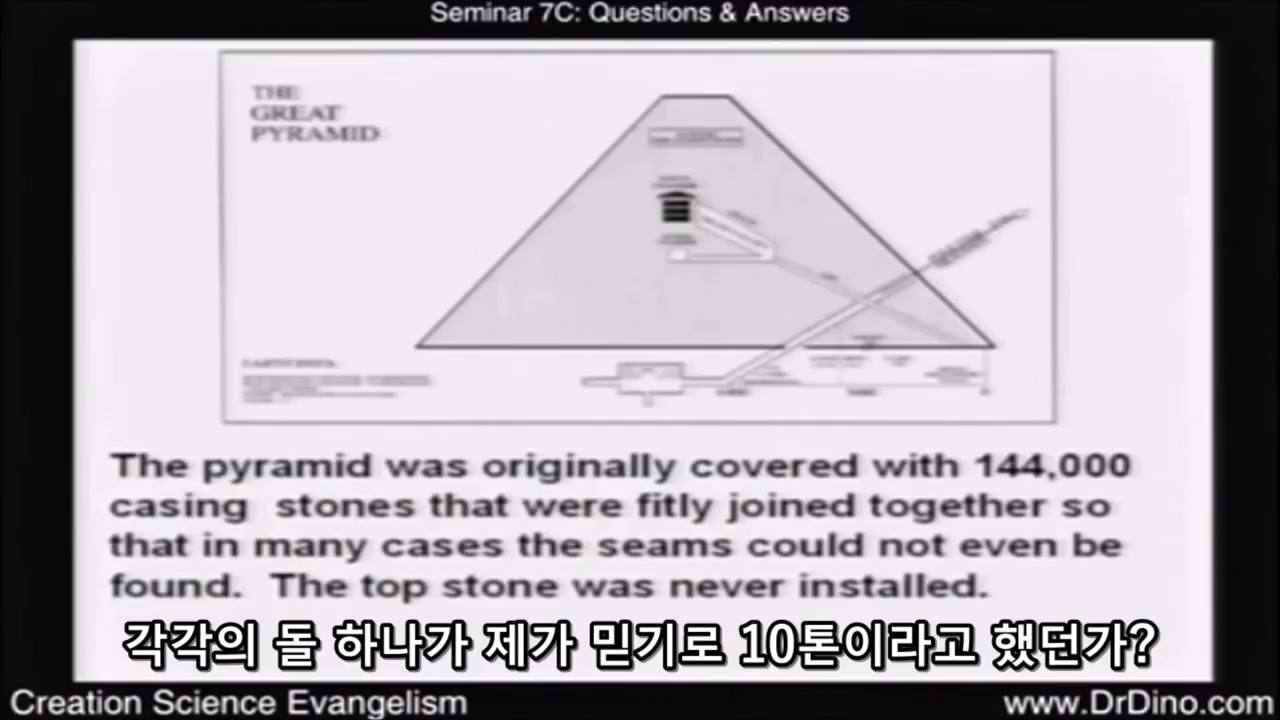 Seminar 7C: Questions & Answers
THE
GREAT
PYRAMID
The pyramid was originally covered with 144,000
casing stones that were fitly joined together so
that in many cases the seams could not even be
found. The top stone was never installed.
각각의 돌 하나가 제가 믿기로 10톤이라고 했던가?
Creation Science Evangelism
www.DrDino.com